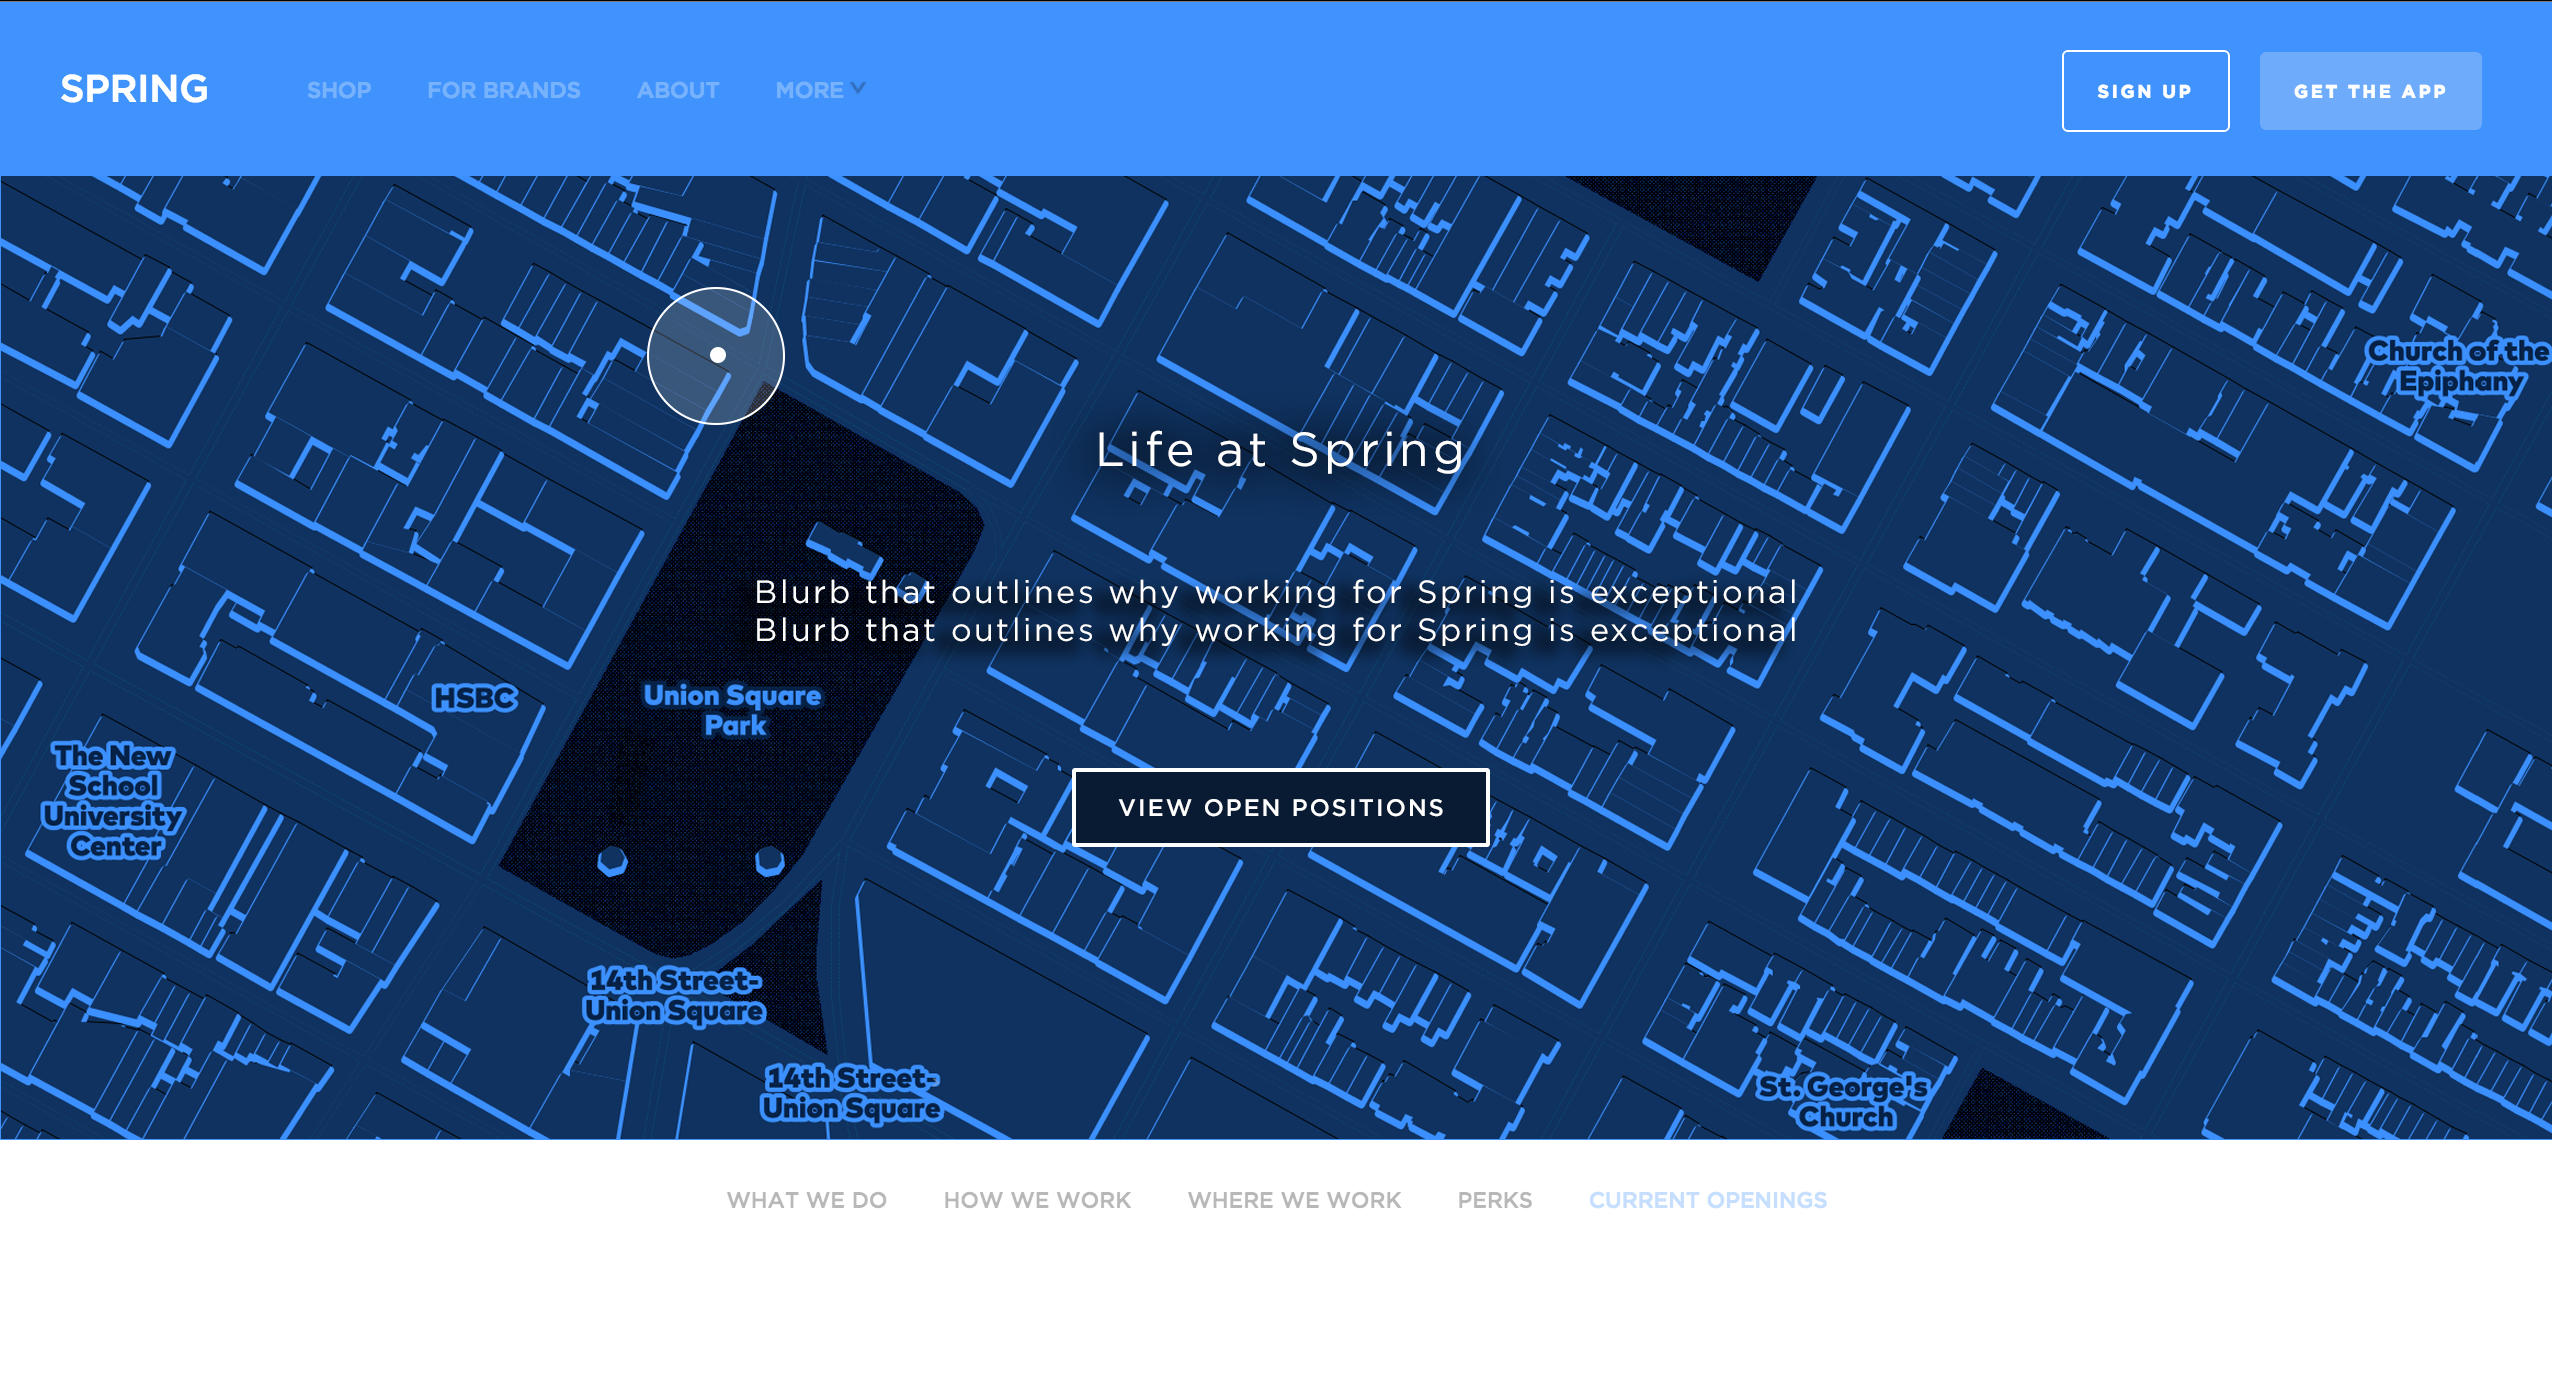 SPRING
SHOP
FOR BRANDS
ABOUT
MORE
SIGN UP
GET THE APP
Church of the
Epiphany
Life at Spring
Blurb that outlines why working for Spring is exceptional
Blurb that outlines why working for Spring is exceptional
HSBC
Union Square
Park
The New
School
University
Center
VIEW OPEN POSITIONS
14th Street-
Union Square
14th Street-
Union Square
St. George's
Church
WHAT WE DO
HOW WE WORK
WHERE WE WORK
PERKS
CURRENT OPENINGS